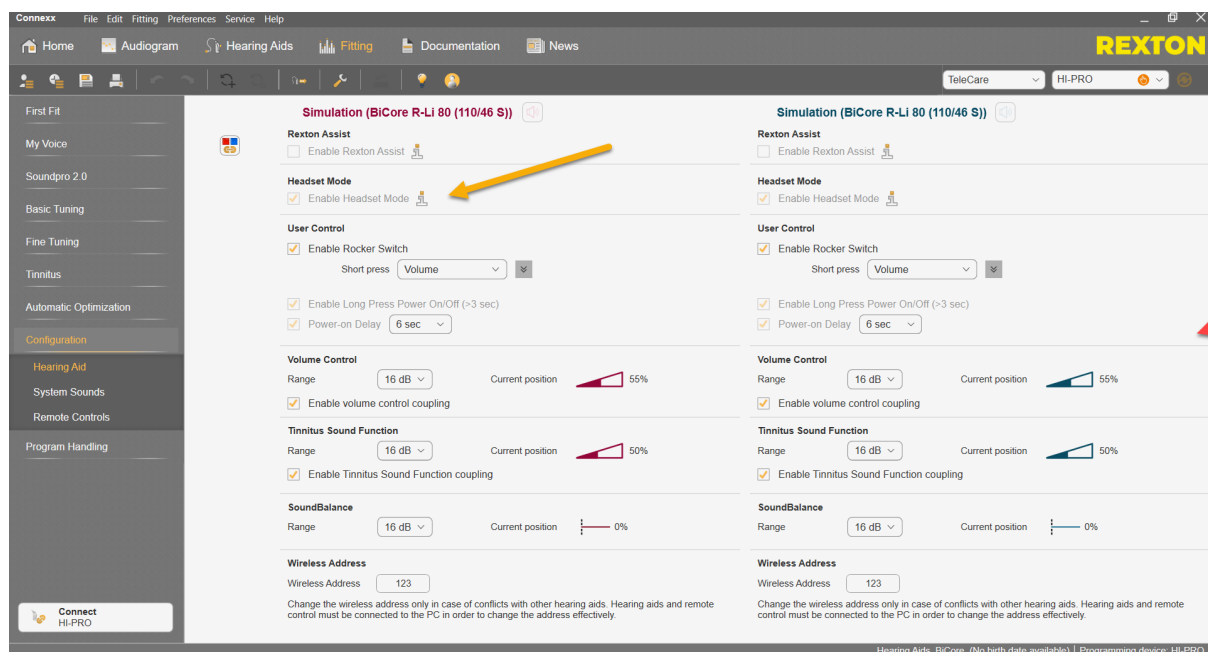 Connexx File Edit Fitting Preferences Service Help
Home Audiogram Hearing Aids Fitting Documentation News REXTON
TeleCare HI-PRO
First Fit
My Voice
Soundpro 2.0
Basic Tuning
Fine Tuning
Tinnitus
Automatic Optimization
Configuration
Hearing Aid
System Sounds
Remote Controls
Program Handling
Connect
HI-PRO
Simulation (BiCore R-Li 80 (110/46 S))
Rexton Assist
Enable Rexton Assist
Headset Mode
Enable Headset Mode
User Control
Enable Rocker Switch
Short press Volume
Enable Long Press Power On/Off (>3 sec)
Power-on Delay 6 sec
Volume Control
Range 16 dB Current position 55%
Enable volume control coupling
Tinnitus Sound Function
Range 16 dB Current position 50%
Enable Tinnitus Sound Function coupling
SoundBalance
Range 16 dB Current position 0%
Wireless Address
Wireless Address 123
Change the wireless address only in case of conflicts with other hearing aids. Hearing aids and remote
control must be connected to the PC in order to change the address effectively.
Simulation (BiCore R-Li 80 (110/46 S))
Rexton Assist
Enable Rexton Assist
Headset Mode
Enable Headset Mode
User Control
Enable Rocker Switch
Short press Volume
Enable Long Press Power On/Off (>3 sec)
Power-on Delay 6 sec
Volume Control
Range 16 dB Current position 55%
Enable volume control coupling
Tinnitus Sound Function
Range 16 dB Current position 50%
Enable Tinnitus Sound Function coupling
SoundBalance
Range 16 dB Current position 0%
Wireless Address
Wireless Address 123
Change the wireless address only in case of conflicts with other hearing aids. Hearing aids and remote
control must be connected to the PC in order to change the address effectively.
Hearing Aids, BiCore, (No birth date available) | Programming device: HI-PRO